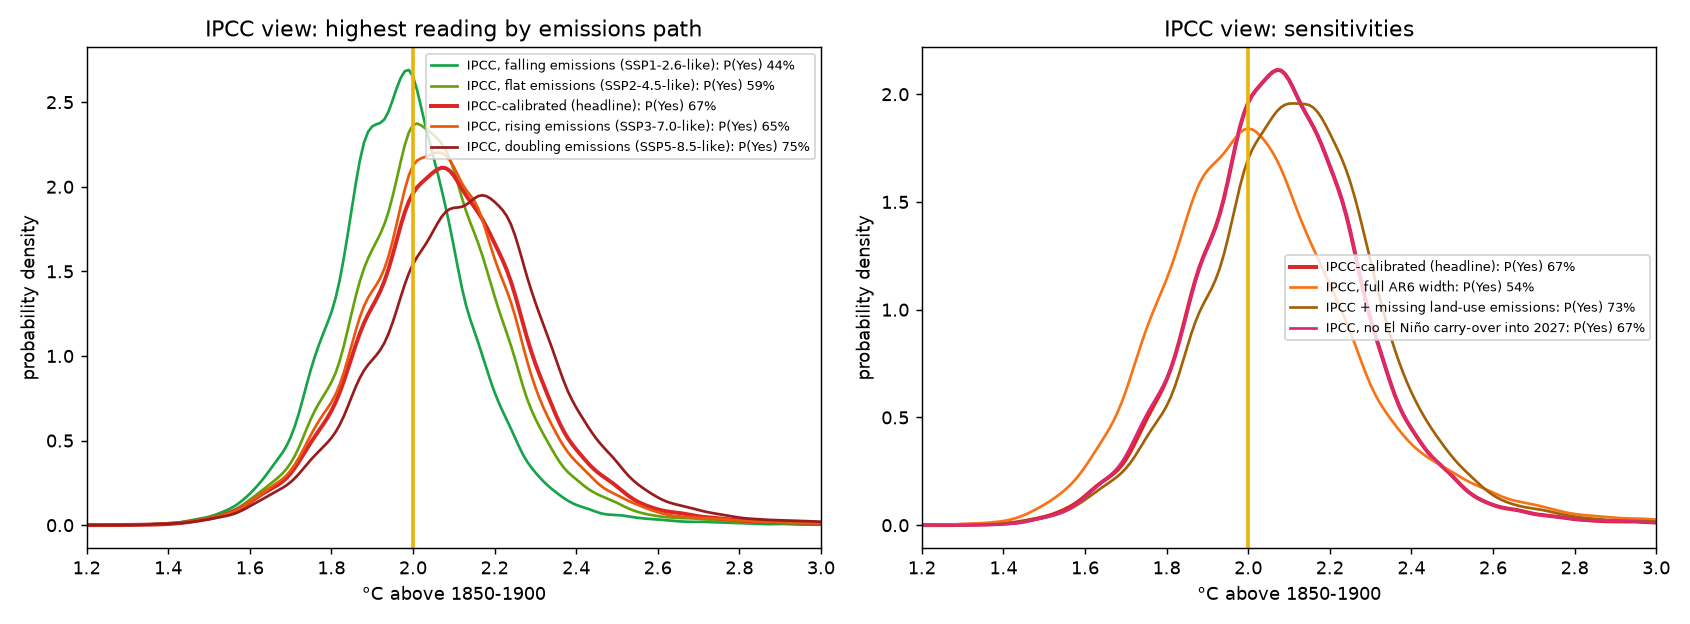 IPCC view: highest reading by emissions path
IPCC, falling emissions (SSP1-2.6-like): P(Yes) 44%
IPCC, flat emissions (SSP2-4.5-like): P(Yes) 59%
IPCC-calibrated (headline): P(Yes) 67%
IPCC, rising emissions (SSP3-7.0-like): P(Yes) 65%
IPCC, doubling emissions (SSP5-8.5-like): P(Yes) 75%
probability density
2.5
2.0
1.5
1.0
0.5
0.0
1.2 1.4 1.6 1.8 2.0 2.2 2.4 2.6 2.8 3.0
°C above 1850-1900
IPCC view: sensitivities
IPCC-calibrated (headline): P(Yes) 67%
IPCC, full AR6 width: P(Yes) 54%
IPCC + missing land-use emissions: P(Yes) 73%
IPCC, no El Niño carry-over into 2027: P(Yes) 67%
probability density
2.0
1.5
1.0
0.5
0.0
1.2 1.4 1.6 1.8 2.0 2.2 2.4 2.6 2.8 3.0
°C above 1850-1900